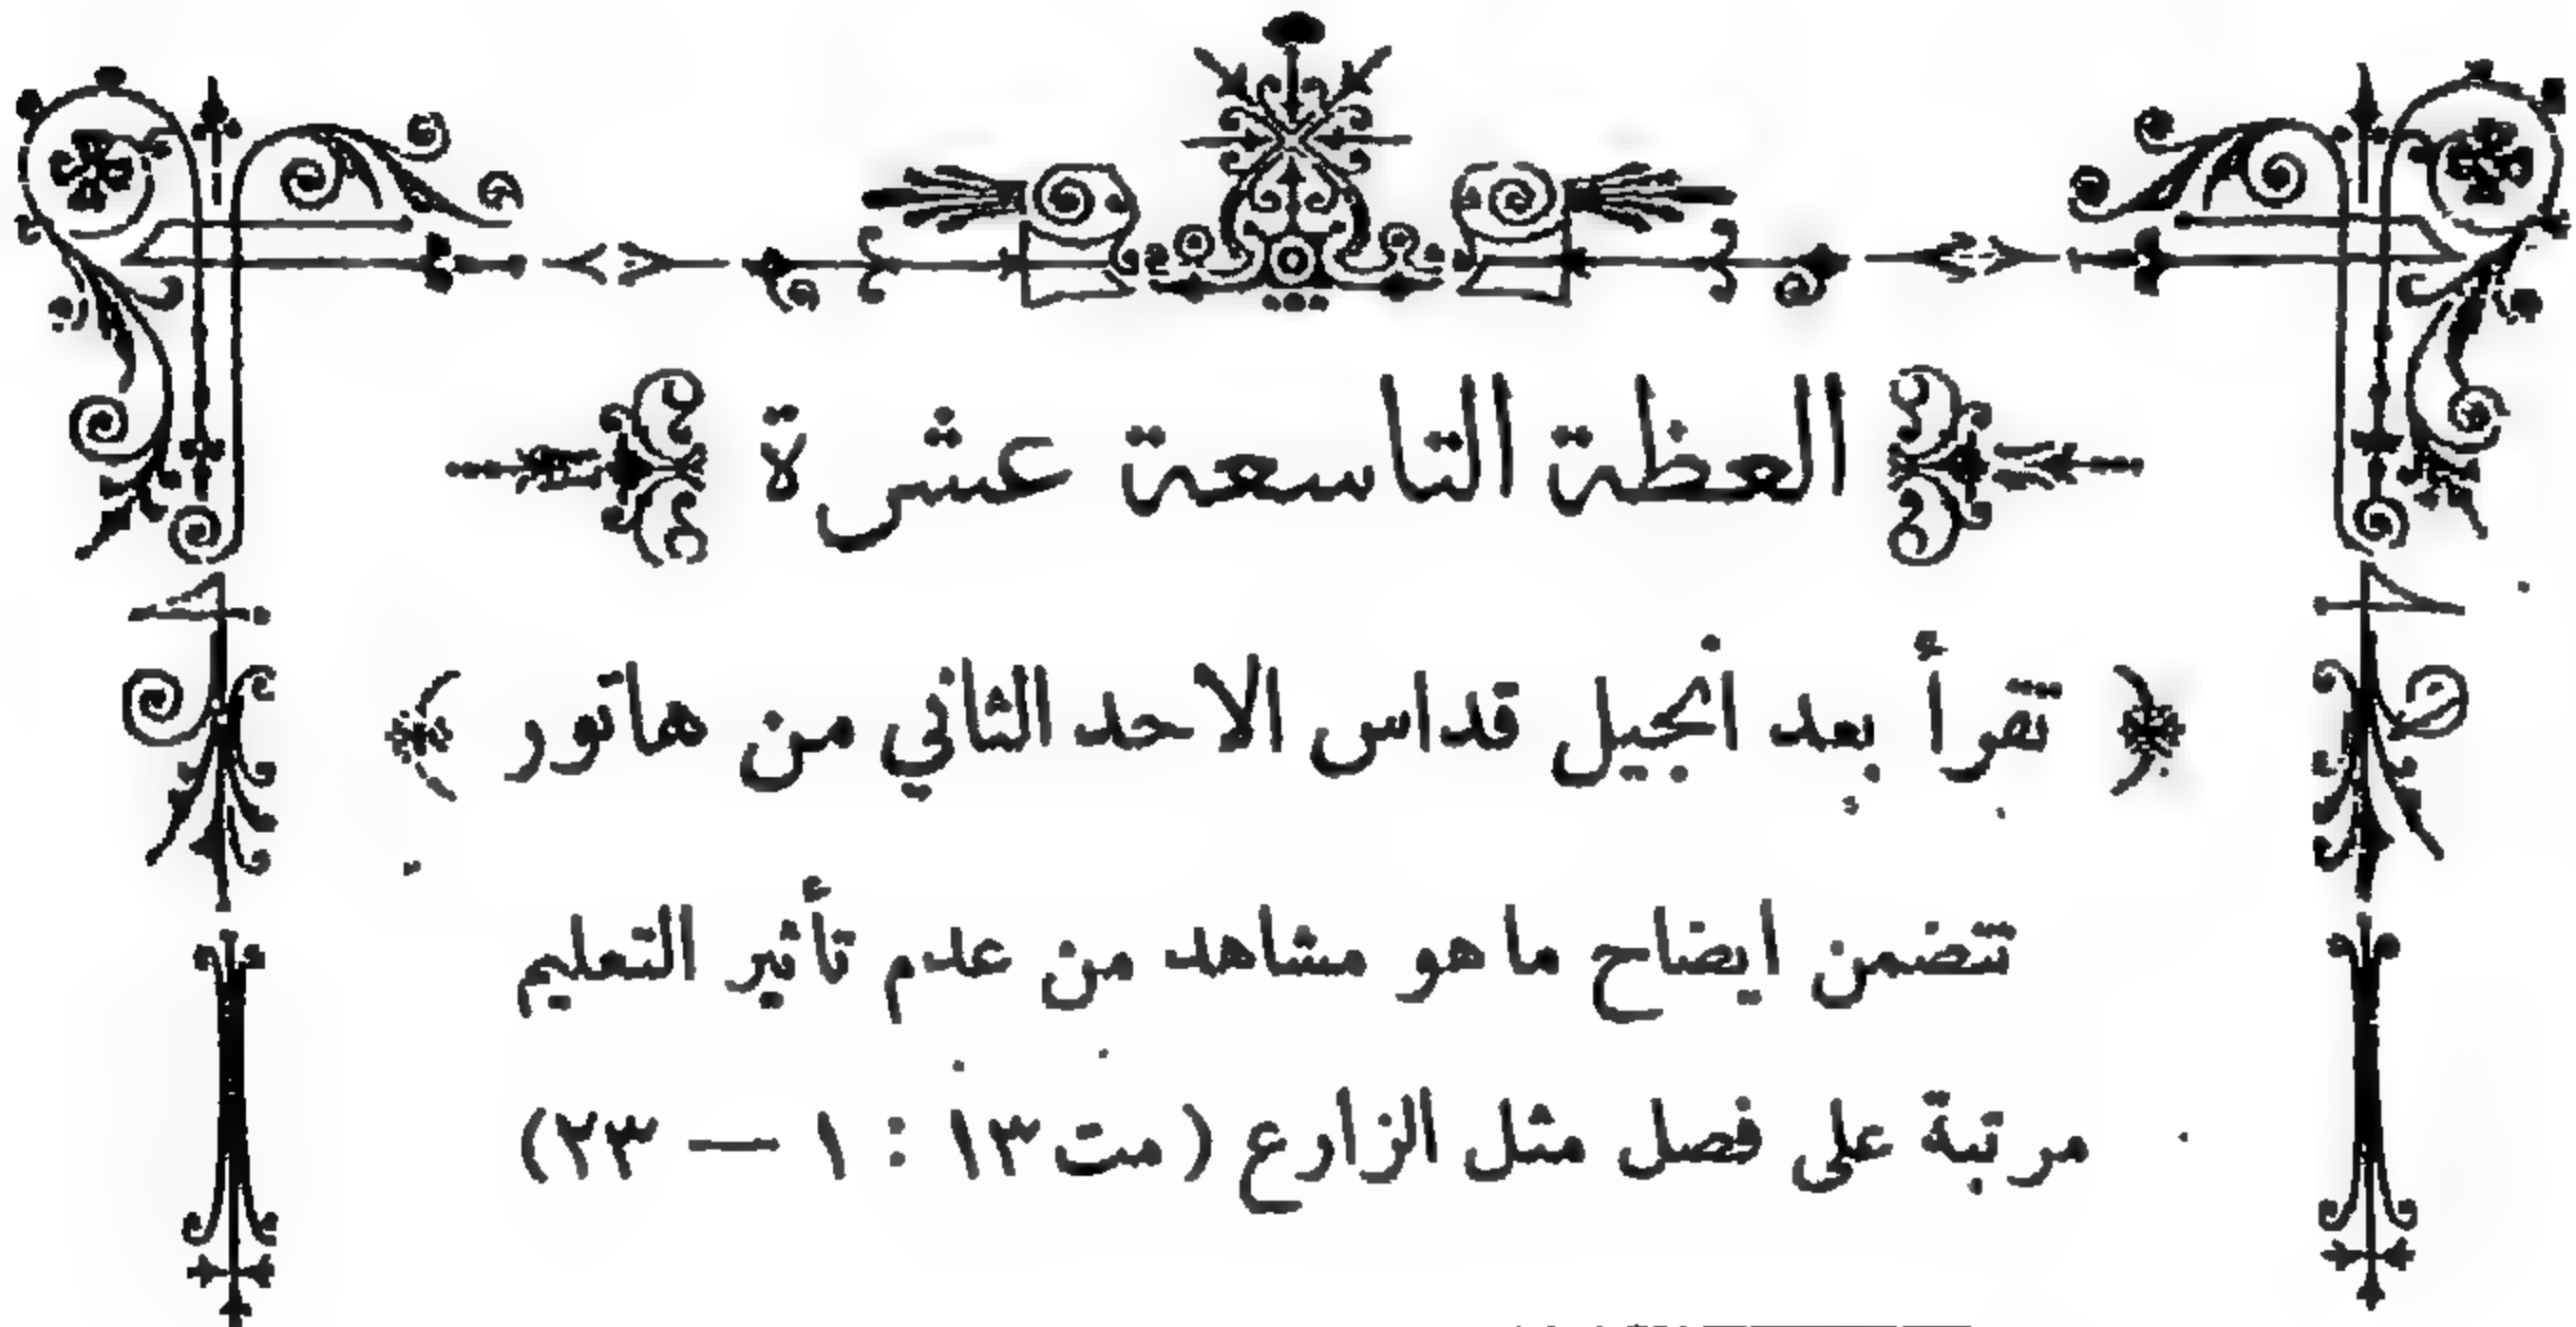 العظة التاسعة عشرة
﴿ تقرأ بعد انجيل قداس الاحد الثاني من هاتور ﴾
تتضمن ايضاح ما هو مشاهد من عدم تأثير التعليم
مرتبة على فصل مثل الزارع (مت ١٣ : ١ — ٢٣)